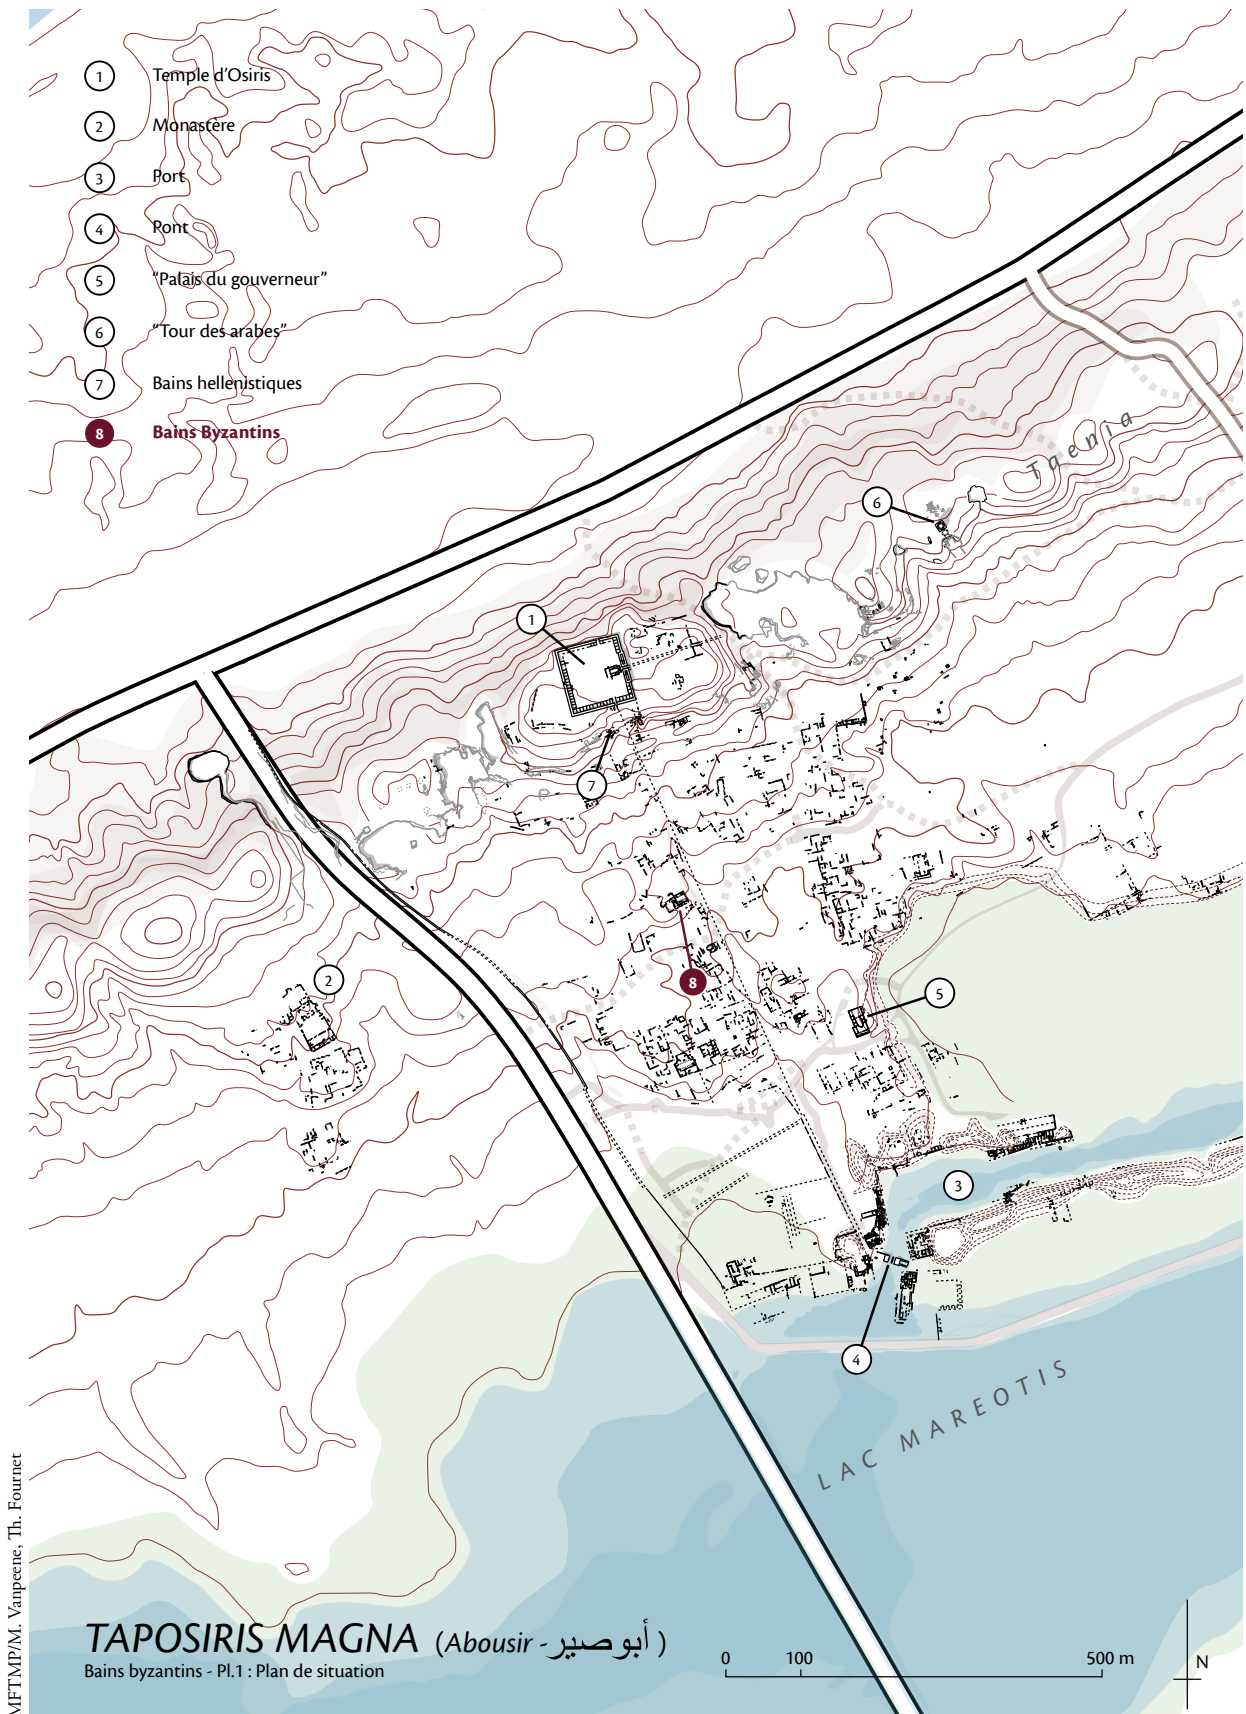 1 Temple d'Osiris
2 Monastère
3 Port
4 Pont
5 "Palais du gouverneur"
6 "Tour des arabes"
7 Bains hellenistiques
8 Bains Byzantins
Taenia
6
1
7
8
2
5
3
4
LAC MAREOTIS
MFTMP/M. Vanpeene, Th. Fournet
TAPOSIRIS MAGNA (Abousir - أبو صير)
Bains byzantins - Pl.1 : Plan de situation
0 100 500 m
N